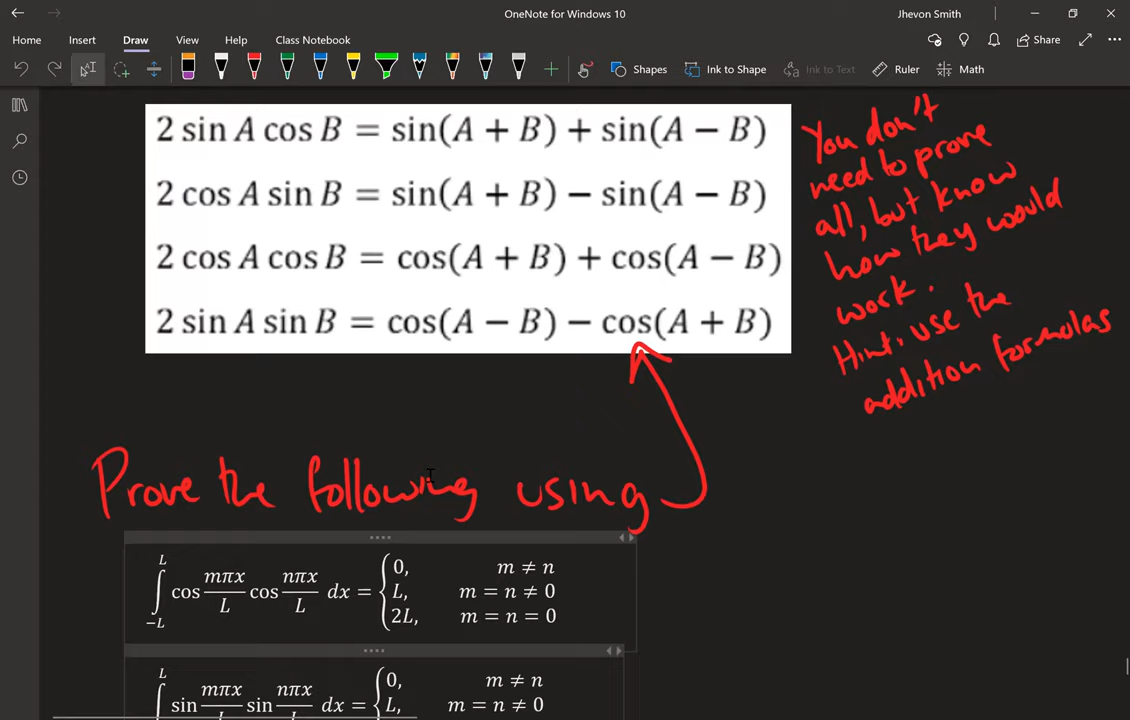 OneNote for Windows 10
Jhevon Smith
Home Insert Draw View Help Class Notebook
Share
Shapes Ink to Shape Ink to Text Ruler Math
2 sin A cos B = sin(A + B) + sin(A − B)
2 cos A sin B = sin(A + B) − sin(A − B)
2 cos A cos B = cos(A + B) + cos(A − B)
2 sin A sin B = cos(A − B) − cos(A + B)
You don't
need to prove
all, but know
how they would
work.
Hint: use the
addition formolas
Prove the following using
∫_{-L}^{L} cos mπx/L cos nπx/L dx = { 0, m ≠ n
L, m = n ≠ 0
2L, m = n = 0
∫^{L} sin mπx/L sin nπx/L dx = { 0, m ≠ n
L, m = n ≠ 0